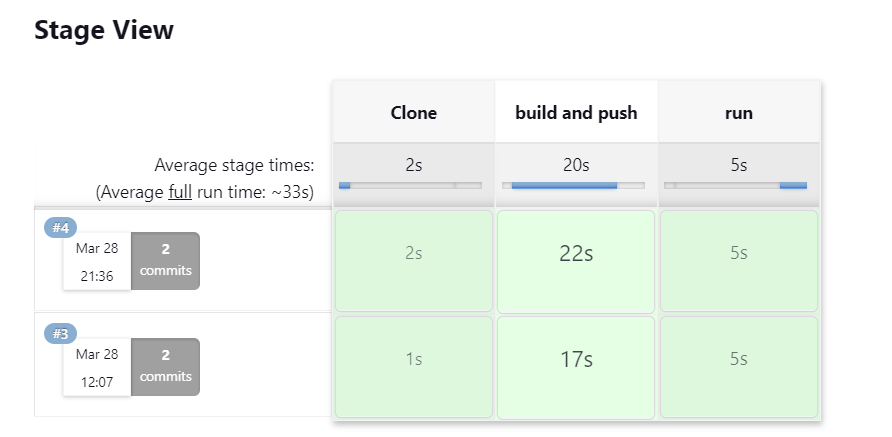 Stage View
Clone build and push run
Average stage times:
(Average full run time: ~33s)
2s 20s 5s
#4
Mar 28
21:36
2
commits
2s 22s 5s
#3
Mar 28
12:07
2
commits
1s 17s 5s